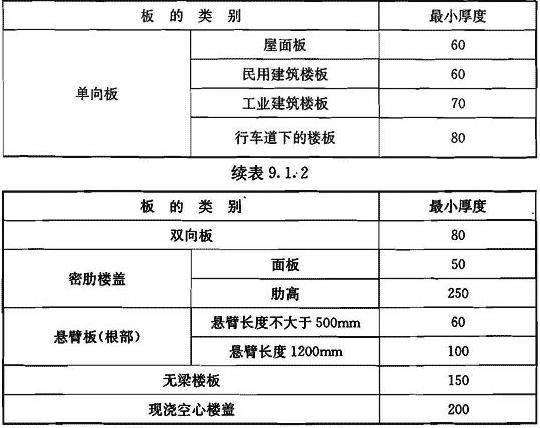 板 的 类 别 最小厚度
单向板 屋面板 60
民用建筑楼板 60
工业建筑楼板 70
行车道下的楼板 80
续表 9.1.2
板 的 类 别 最小厚度
双向板 80
密肋楼盖 面板 50
肋高 250
悬臂板(根部) 悬臂长度不大于 500mm 60
悬臂长度 1200mm 100
无梁楼板 150
现浇空心楼盖 200